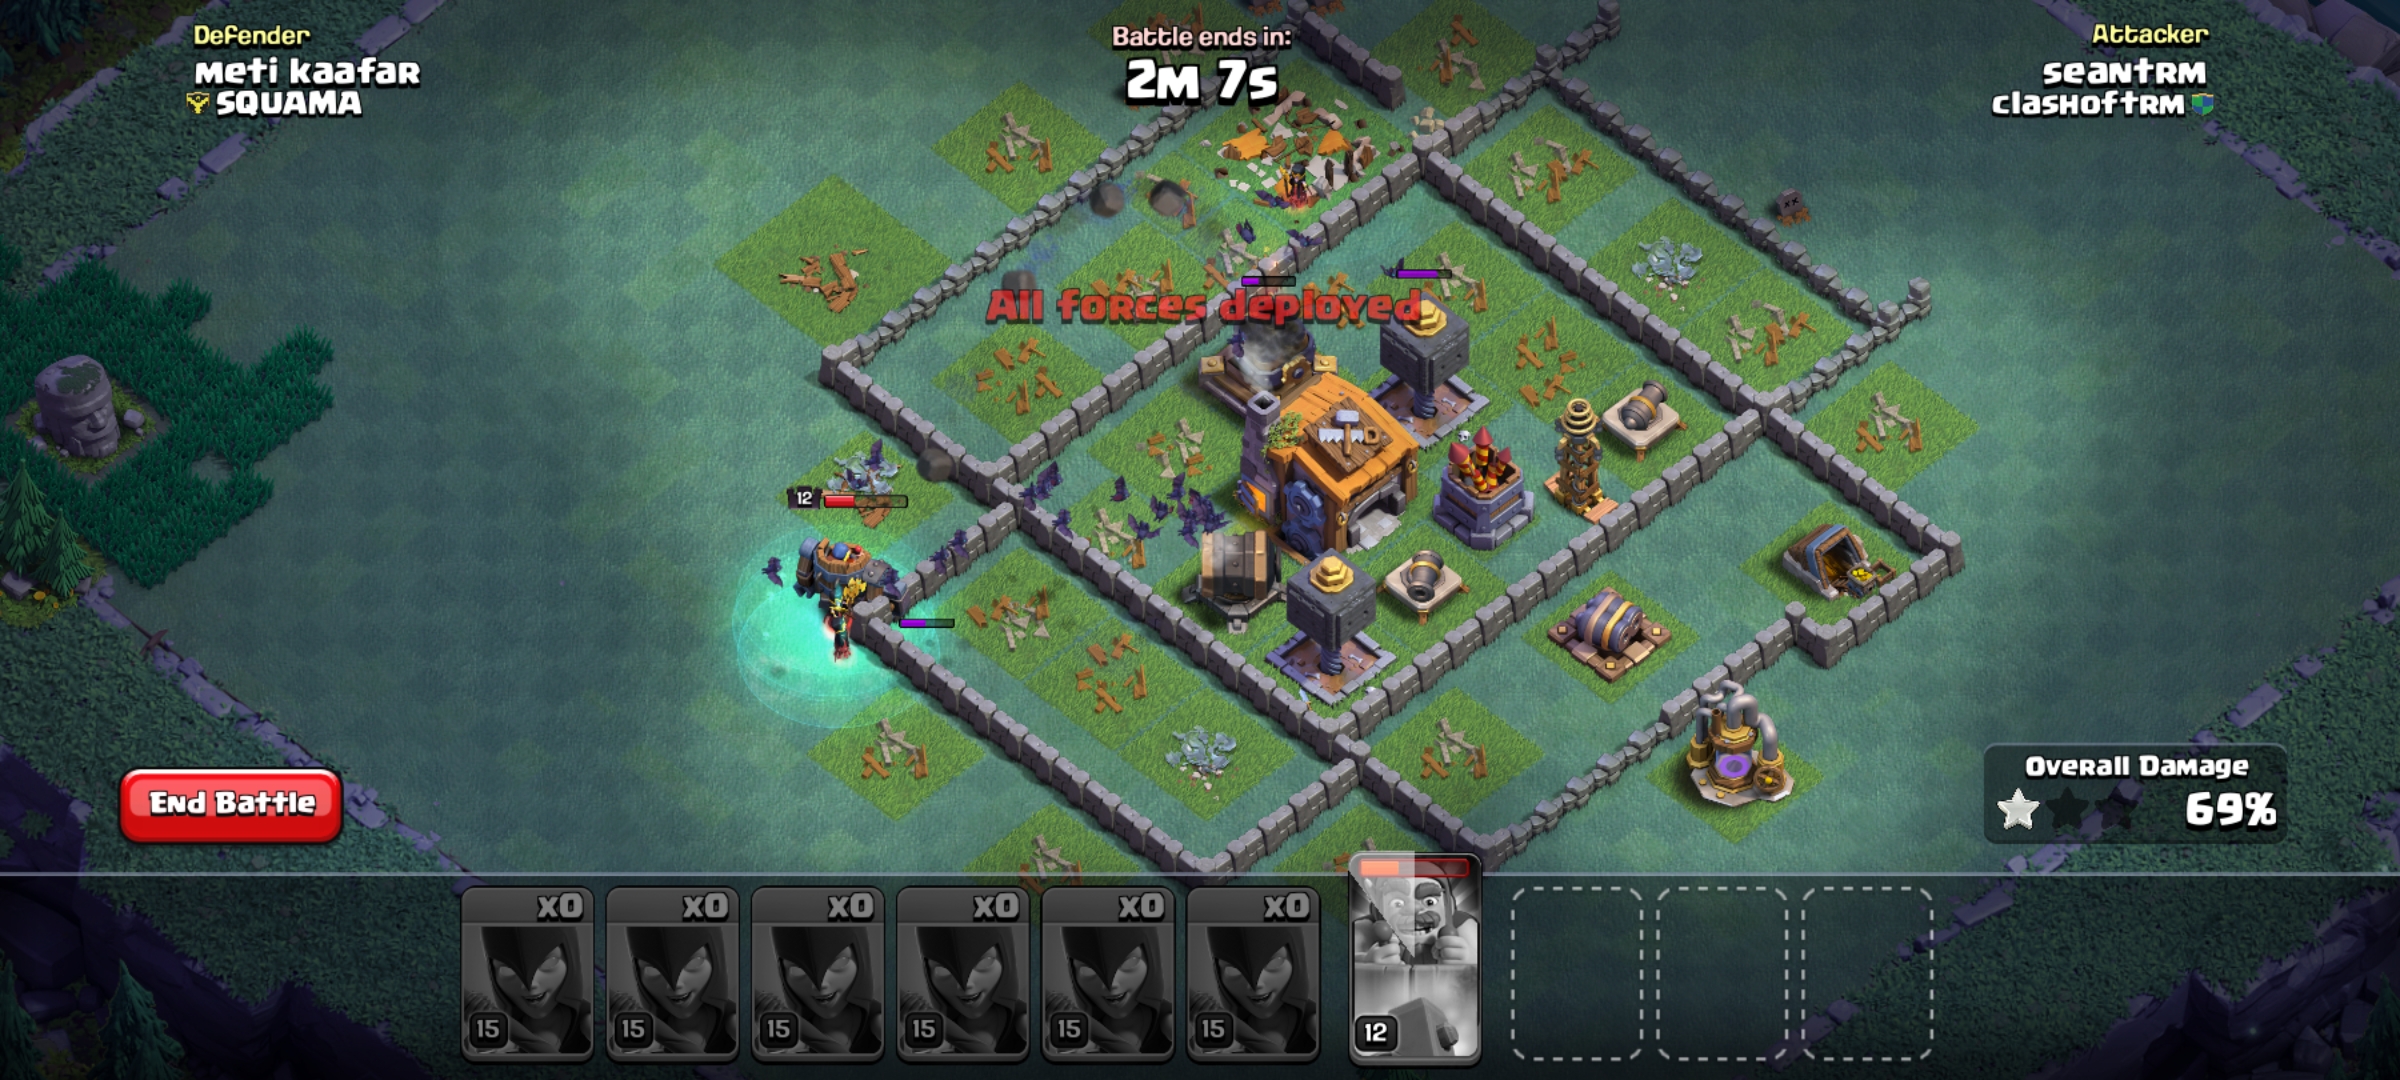 Defender
meti kaafar
SQUAMA
Battle ends in:
2m 7s
Attacker
seantrm
clashoftrm
All forces deployed
12
End Battle
Overall Damage
69%
x0 x0 x0 x0 x0 x0
15 15 15 15 15 15 12